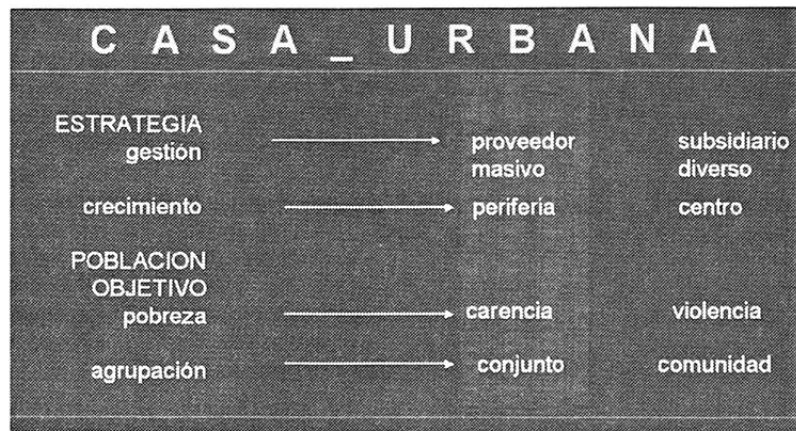 C A S A _ U R B A N A
ESTRATEGIA
gestión proveedor subsidiario
masivo diverso
crecimiento periferia centro
POBLACION
OBJETIVO
pobreza carencia violencia
agrupación conjunto comunidad